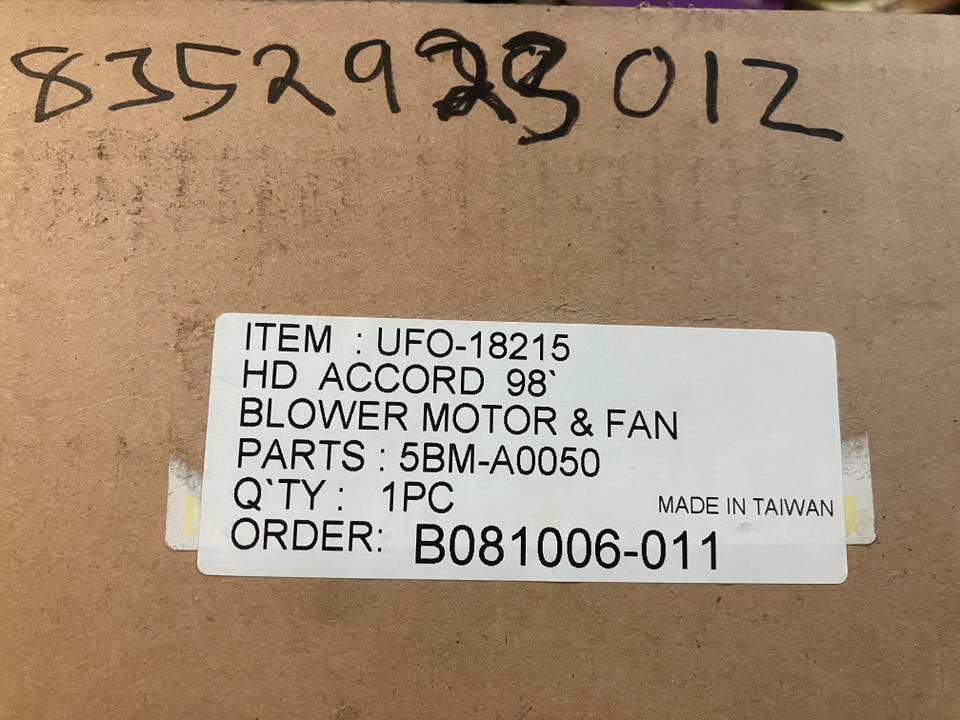 ITEM : UFO-18215
HD ACCORD 98`
BLOWER MOTOR & FAN
PARTS : 5BM-A0050
Q`TY : 1PC
MADE IN TAIWAN
ORDER: B081006-011